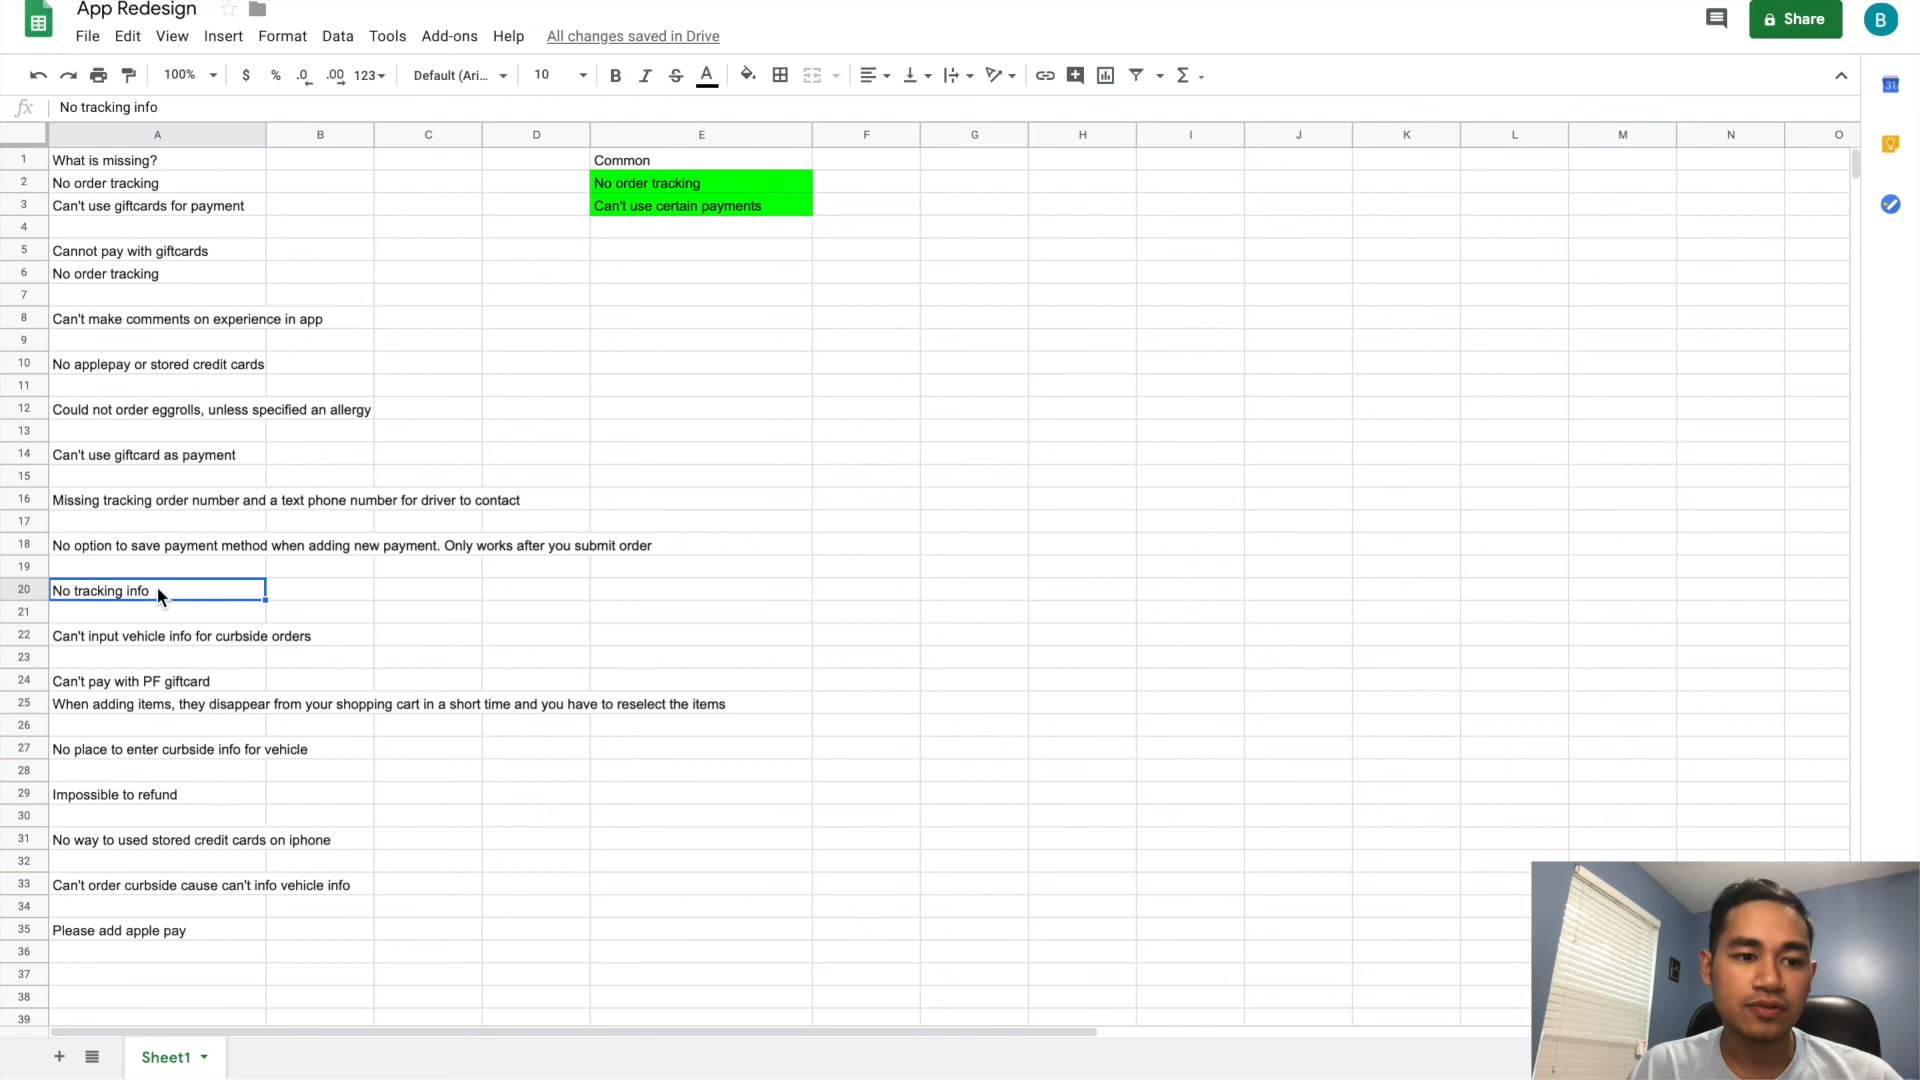 App Redesign
Share
B
File Edit View Insert Format Data Tools Add-ons Help All changes saved in Drive
100% $ % .0 .00 123 Default (Ari... 10 B I S A Σ
31
fx No tracking info
A B C D E F G H I J K L M N O
1 What is missing? Common
2 No order tracking No order tracking
3 Can't use giftcards for payment Can't use certain payments
4
5 Cannot pay with giftcards
6 No order tracking
7
8 Can't make comments on experience in app
9
10 No applepay or stored credit cards
11
12 Could not order eggrolls, unless specified an allergy
13
14 Can't use giftcard as payment
15
16 Missing tracking order number and a text phone number for driver to contact
17
18 No option to save payment method when adding new payment. Only works after you submit order
19
20 No tracking info
21
22 Can't input vehicle info for curbside orders
23
24 Can't pay with PF giftcard
25 When adding items, they disappear from your shopping cart in a short time and you have to reselect the items
26
27 No place to enter curbside info for vehicle
28
29 Impossible to refund
30
31 No way to used stored credit cards on iphone
32
33 Can't order curbside cause can't info vehicle info
34
35 Please add apple pay
36
37
38
39
Sheet1